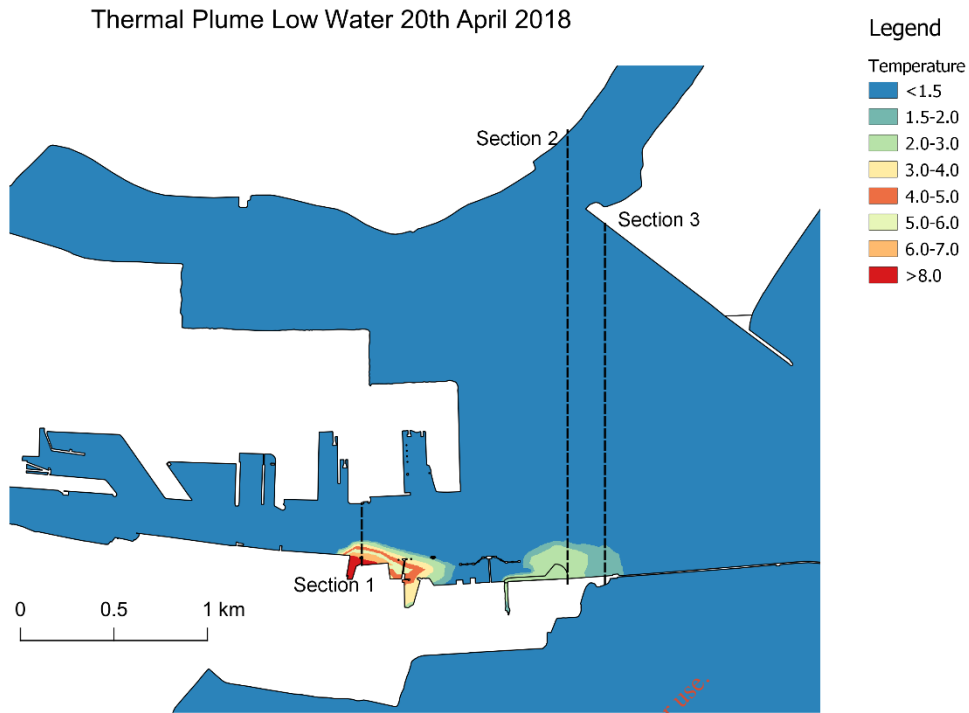 Thermal Plume Low Water 20th April 2018
Legend
Temperature
<1.5
1.5-2.0
2.0-3.0
3.0-4.0
4.0-5.0
5.0-6.0
6.0-7.0
>8.0
Section 2
Section 3
Section 1
0 0.5 1 km
use.